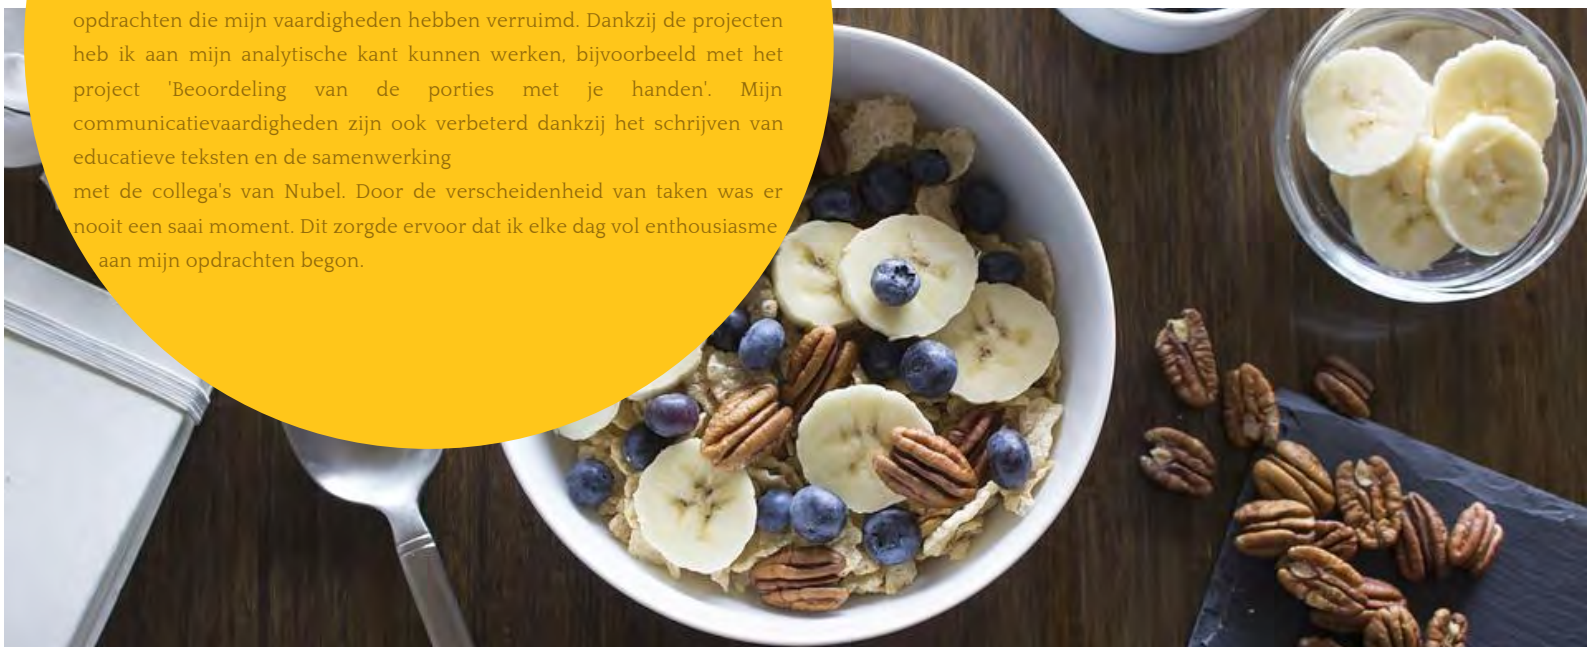 opdrachten die mijn vaardigheden hebben verruimd. Dankzij de projecten
heb ik aan mijn analytische kant kunnen werken, bijvoorbeeld met het
project 'Beoordeling van de porties met je handen'. Mijn
communicatievaardigheden zijn ook verbeterd dankzij het schrijven van
educatieve teksten en de samenwerking
met de collega's van Nubel. Door de verscheidenheid van taken was er
nooit een saai moment. Dit zorgde ervoor dat ik elke dag vol enthousiasme
aan mijn opdrachten begon.